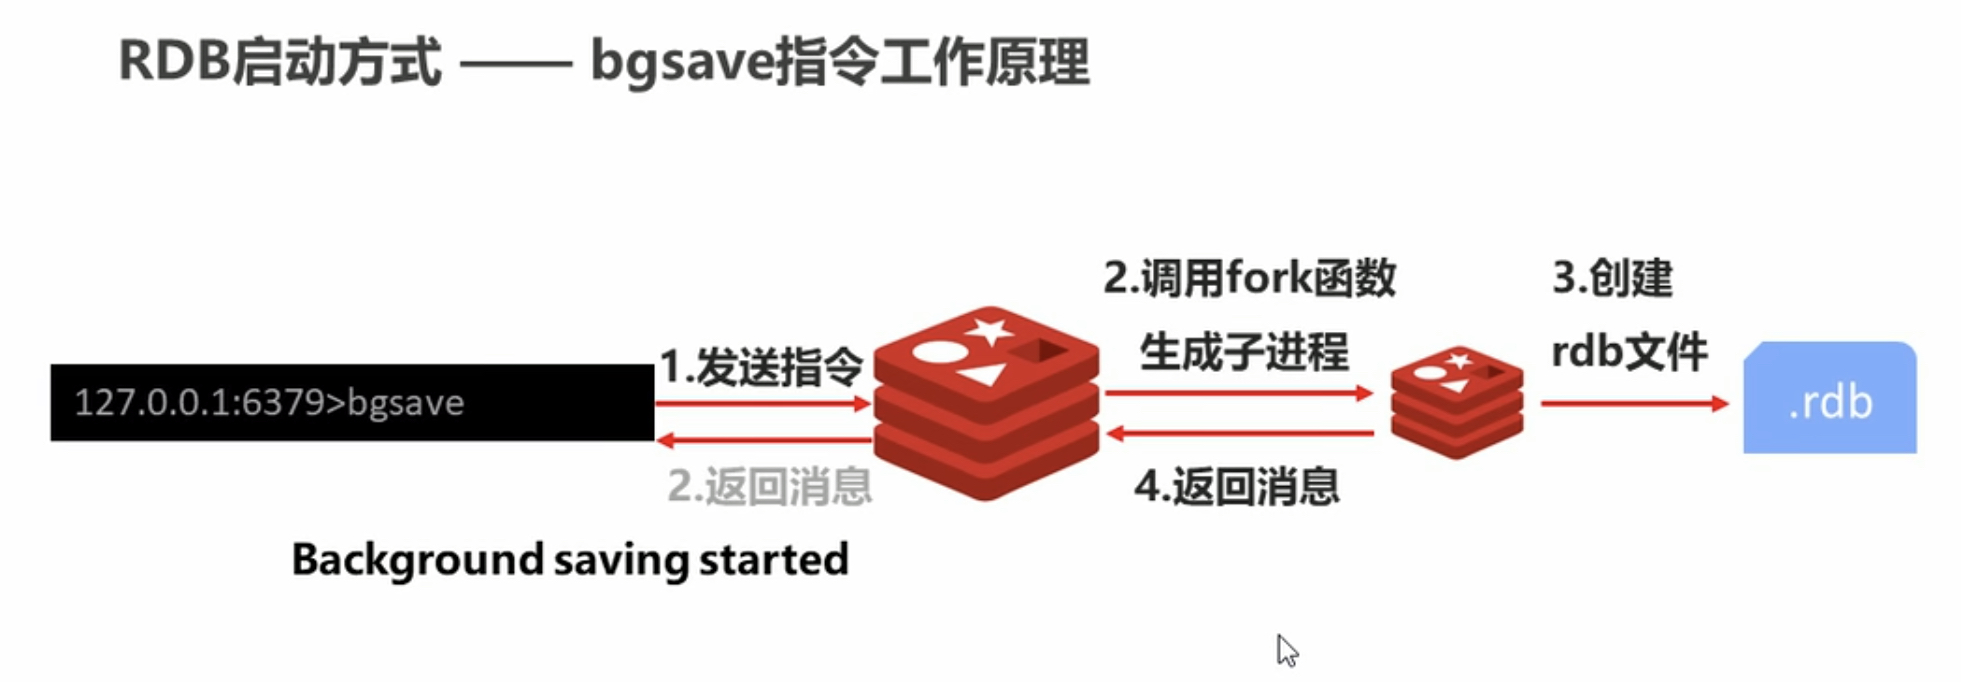 RDB启动方式 —— bgsave指令工作原理
127.0.0.1:6379>bgsave
1.发送指令
2.返回消息
Background saving started
2.调用fork函数
生成子进程
4.返回消息
3.创建
rdb文件
.rdb